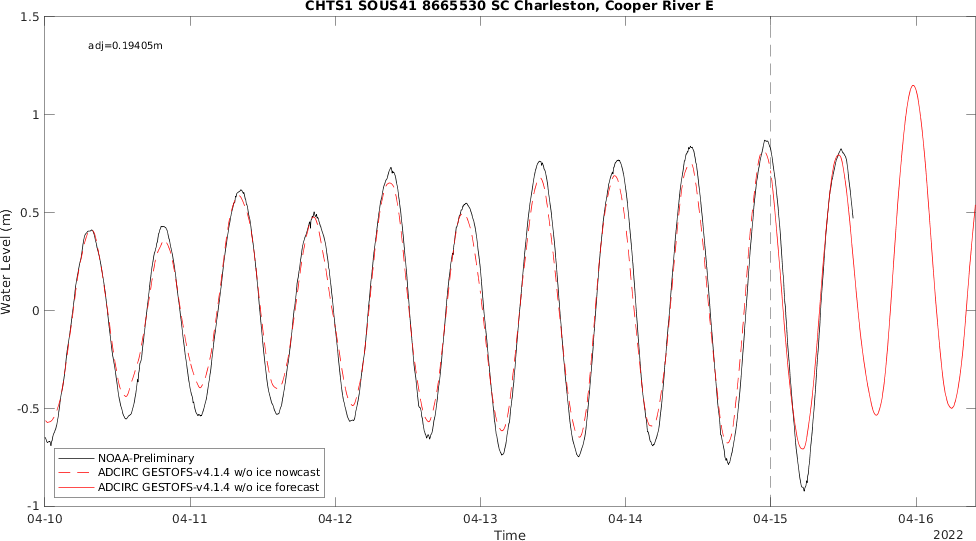 CHTS1 SOUS41 8665530 SC Charleston, Cooper River E
1.5
adj=0.19405m
1
0.5
Water Level (m)
0
-0.5
NOAA-Preliminary
ADCIRC GESTOFS-v4.1.4 w/o ice nowcast
ADCIRC GESTOFS-v4.1.4 w/o ice forecast
-1
04-10 04-11 04-12 04-13 04-14 04-15 04-16
Time
2022